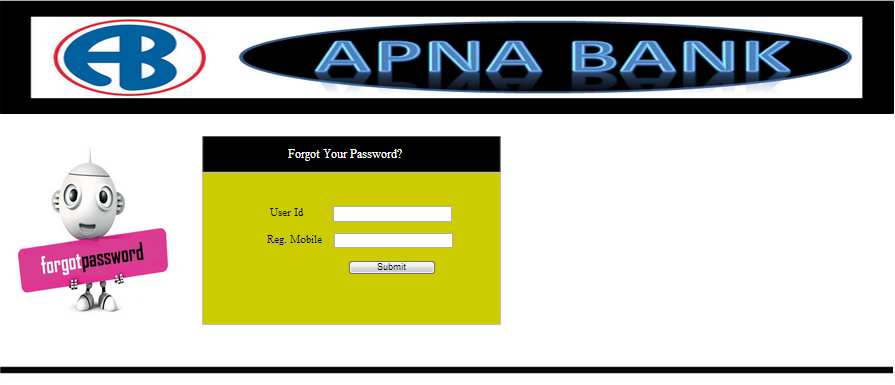 AB
APNA BANK
Forgot Your Password?
User Id
Reg. Mobile
Submit
forgotpassword